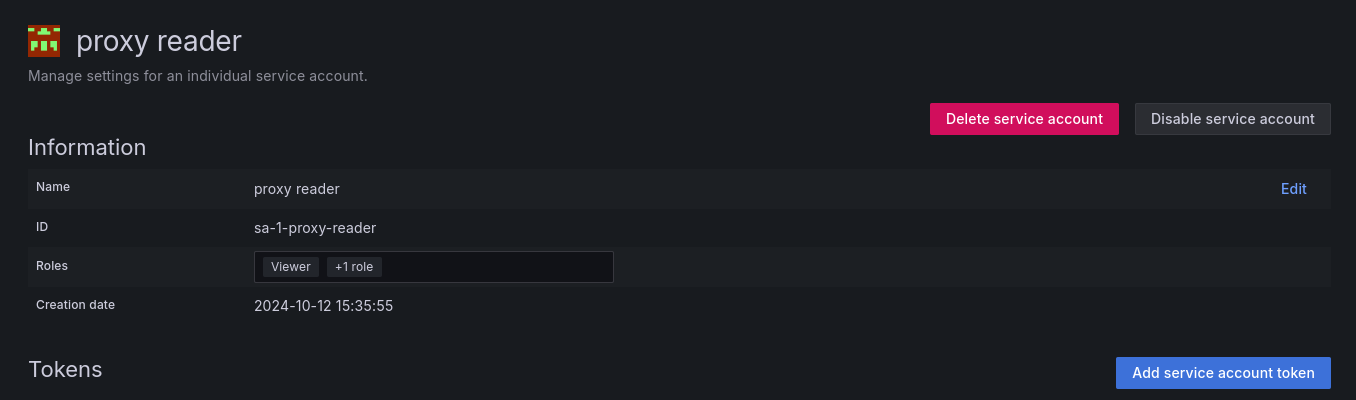 proxy reader
Manage settings for an individual service account.
Delete service account Disable service account
Information
Name proxy reader Edit
ID sa-1-proxy-reader
Roles Viewer +1 role
Creation date 2024-10-12 15:35:55
Tokens Add service account token